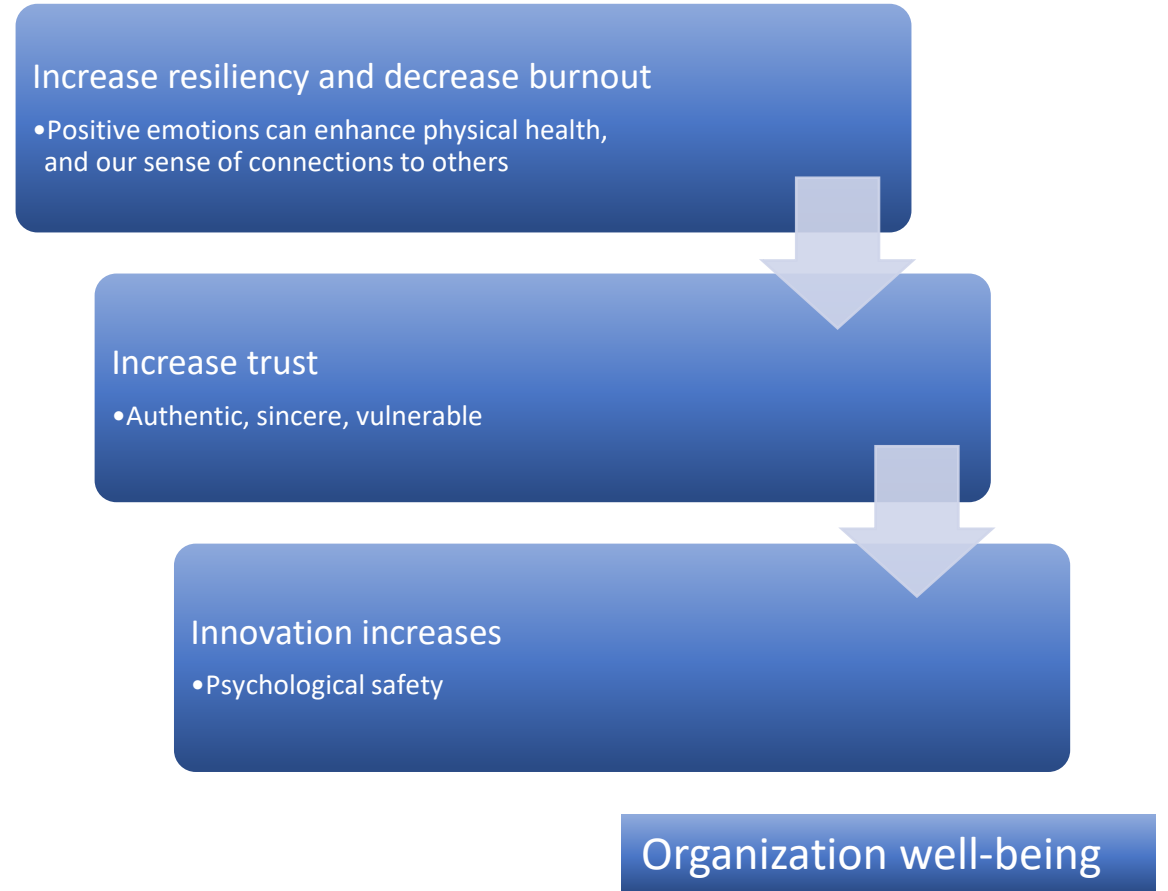 Increase resiliency and decrease burnout
•Positive emotions can enhance physical health,
and our sense of connections to others
Increase trust
•Authentic, sincere, vulnerable
Innovation increases
•Psychological safety
Organization well-being